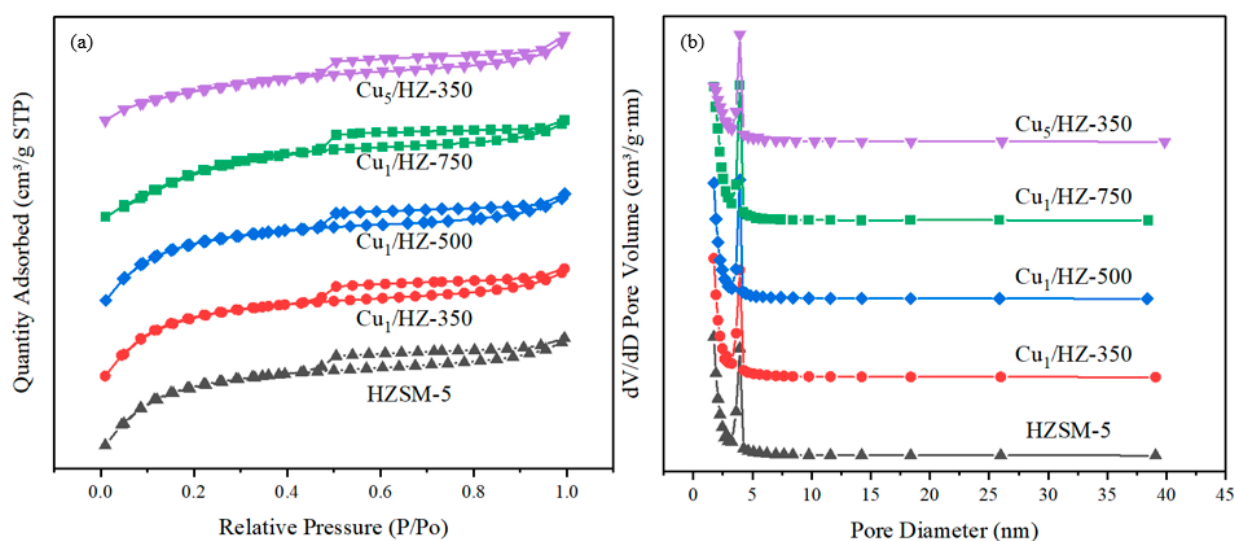 (a)
Quantity Adsorbed (cm³/g STP)
Cu₅/HZ-350
Cu₁/HZ-750
Cu₁/HZ-500
Cu₁/HZ-350
HZSM-5
0.0 0.2 0.4 0.6 0.8 1.0
Relative Pressure (P/Po)
(b)
dV/dD Pore Volume (cm³/g·nm)
Cu₅/HZ-350
Cu₁/HZ-750
Cu₁/HZ-500
Cu₁/HZ-350
HZSM-5
0 5 10 15 20 25 30 35 40 45
Pore Diameter (nm)